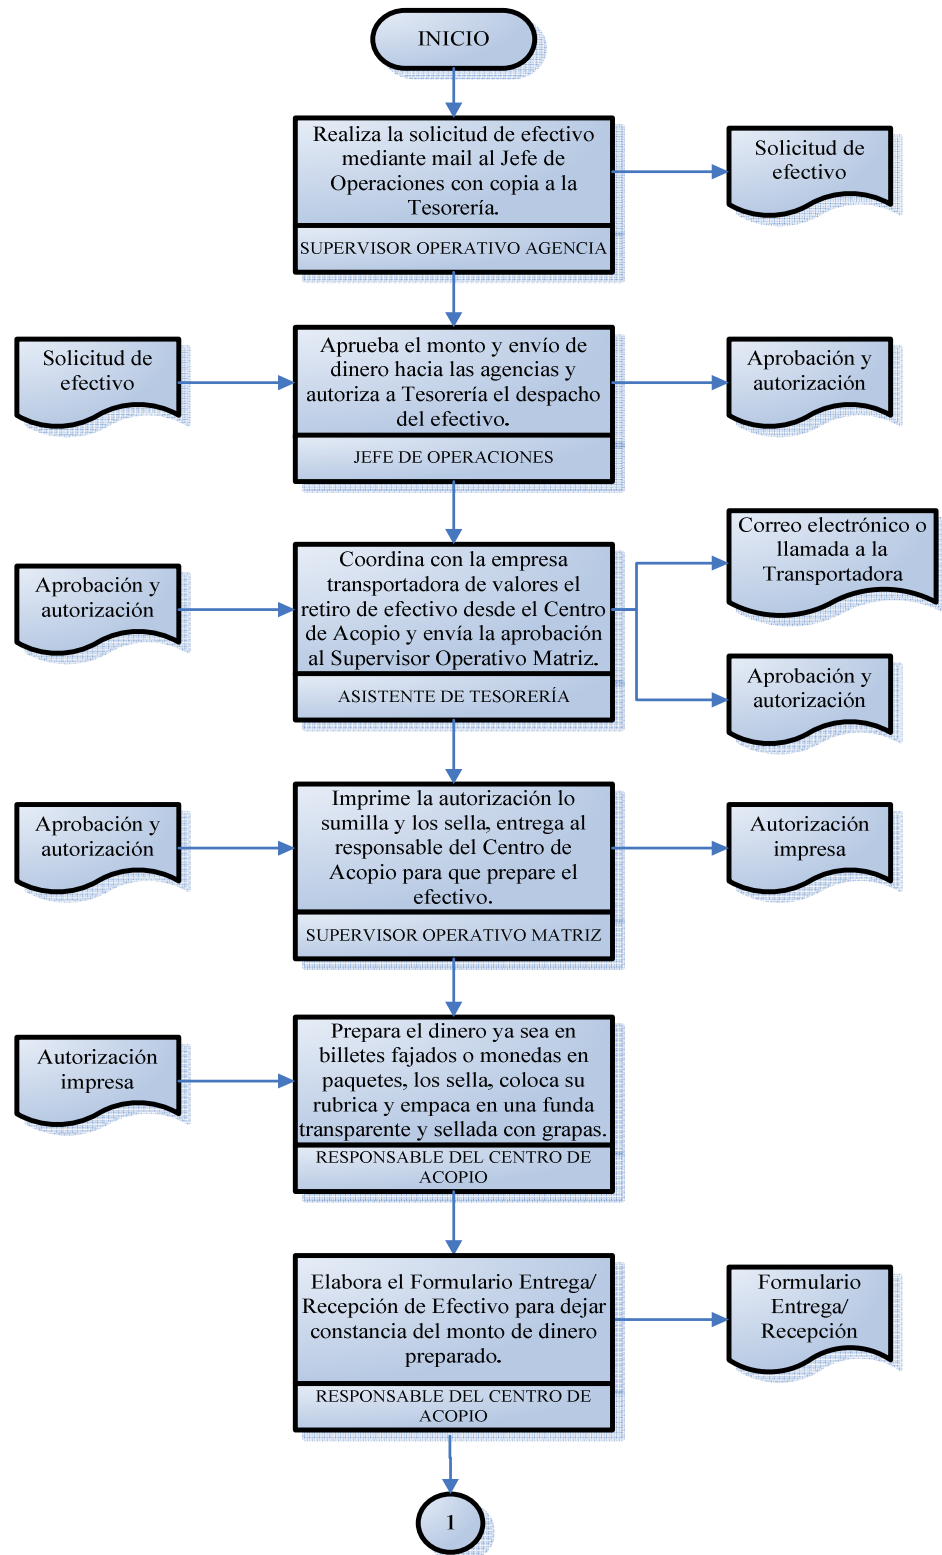 INICIO
Realiza la solicitud de efectivo
mediante mail al Jefe de
Operaciones con copia a la
Tesorería.
SUPERVISOR OPERATIVO AGENCIA
Solicitud de
efectivo
Solicitud de
efectivo
Aprueba el monto y envío de
dinero hacia las agencias y
autoriza a Tesorería el despacho
del efectivo.
JEFE DE OPERACIONES
Aprobación y
autorización
Aprobación y
autorización
Coordina con la empresa
transportadora de valores el
retiro de efectivo desde el Centro
de Acopio y envía la aprobación
al Supervisor Operativo Matriz.
ASISTENTE DE TESORERÍA
Correo electrónico o
llamada a la
Transportadora
Aprobación y
autorización
Aprobación y
autorización
Imprime la autorización lo
sumilla y los sella, entrega al
responsable del Centro de
Acopio para que prepare el
efectivo.
SUPERVISOR OPERATIVO MATRIZ
Autorización
impresa
Autorización
impresa
Prepara el dinero ya sea en
billetes fajados o monedas en
paquetes, los sella, coloca su
rubrica y empaca en una funda
transparente y sellada con grapas.
RESPONSABLE DEL CENTRO DE
ACOPIO
Elabora el Formulario Entrega/
Recepción de Efectivo para dejar
constancia del monto de dinero
preparado.
RESPONSABLE DEL CENTRO DE
ACOPIO
Formulario
Entrega/
Recepción
1